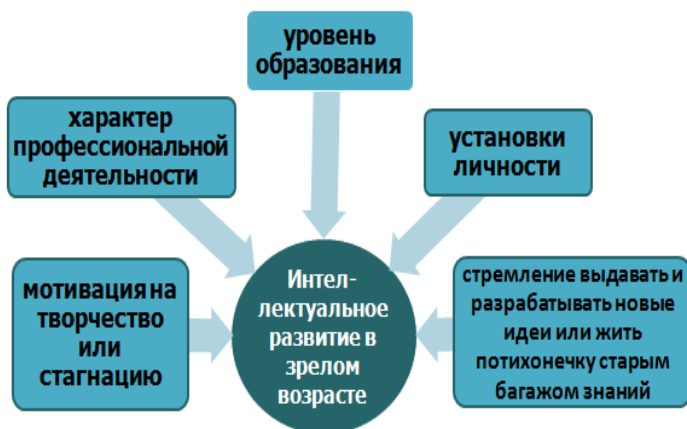 уровень
образования
характер
профессиональной
деятельности
установки
личности
мотивация на
творчество
или
стагнацию
Интел-
лектуальное
развитие в
зрелом
возрасте
стремление выдавать и
разрабатывать новые
идеи или жить
потихонечку старым
багажом знаний